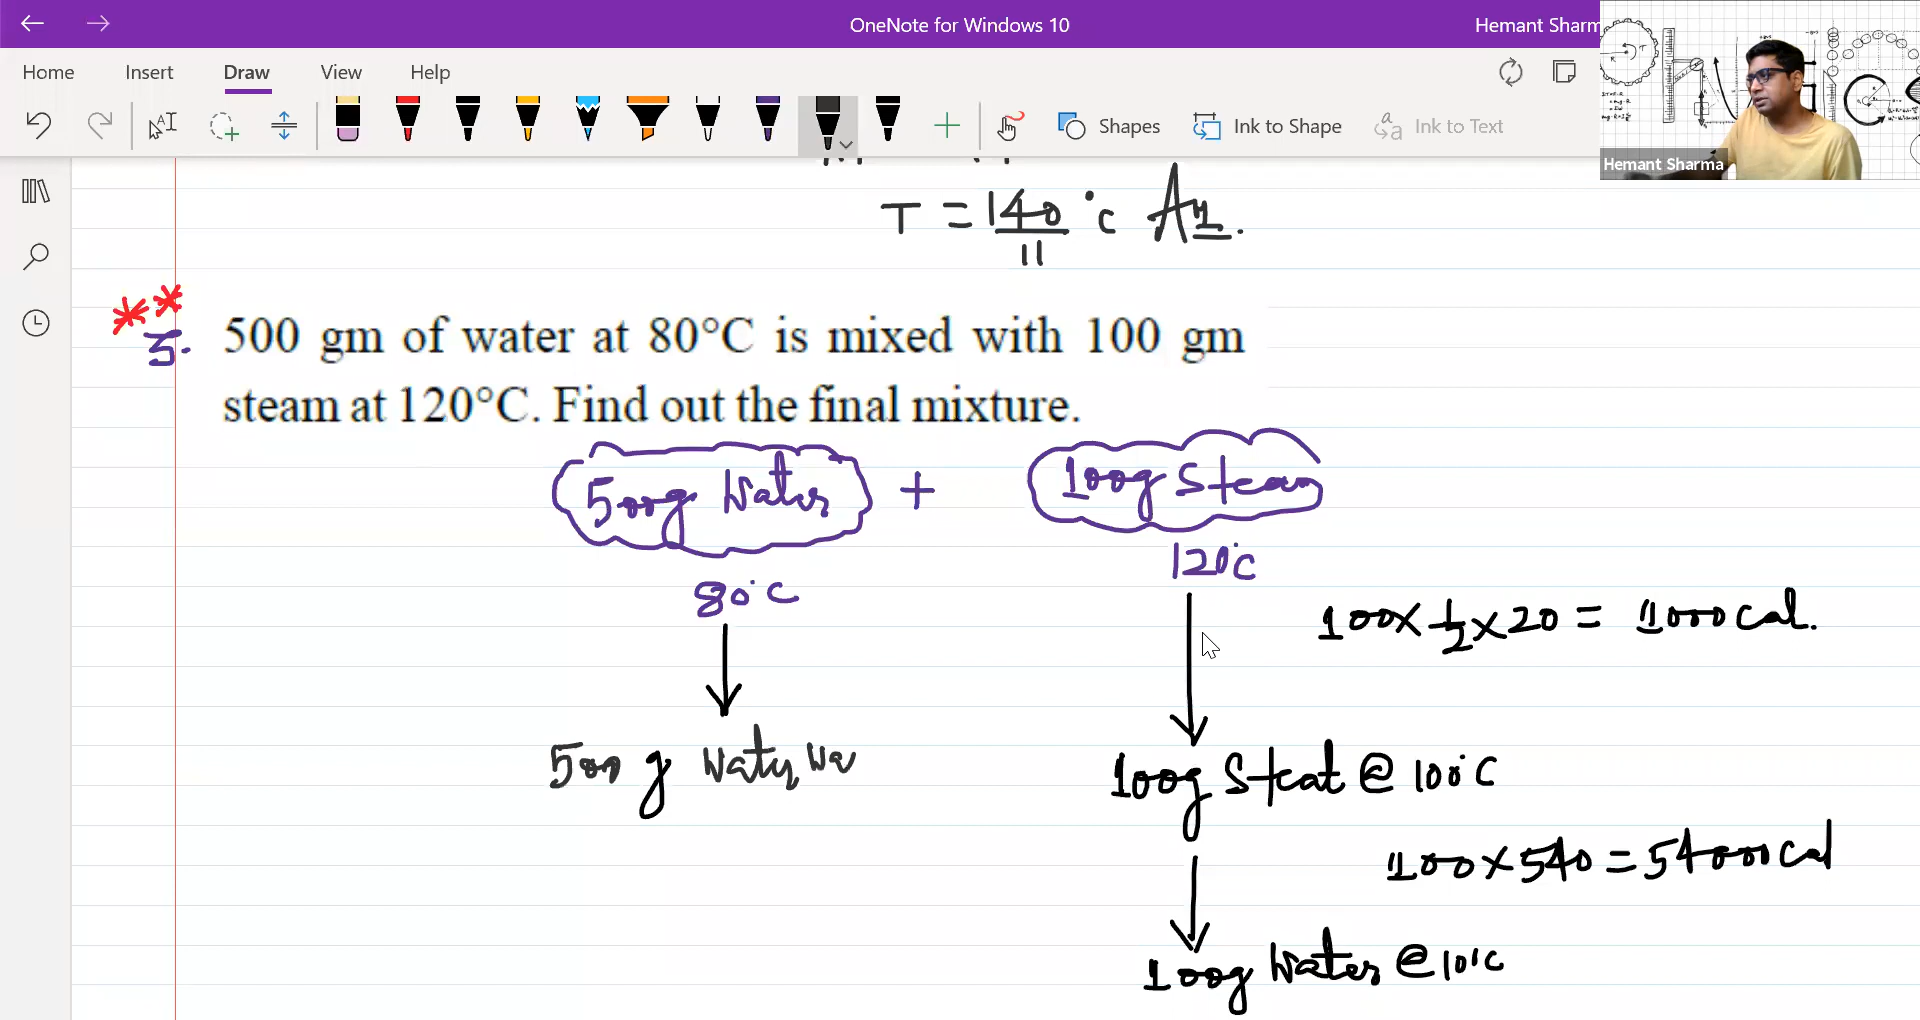 OneNote for Windows 10
Hemant Sharm
Home Insert Draw View Help
Shapes Ink to Shape Ink to Text
Hemant Sharma
T = 140/11 °C Ans.
5.
500 gm of water at 80°C is mixed with 100 gm
steam at 120°C. Find out the final mixture.
500g Water + 100g Steam
80°C 120°C
100 × 1/2 × 20 = 1000 cal.
500 g Water, Wa 100g Steat @ 100°C
100 × 540 = 54000 cal
100g Water @ 100°C